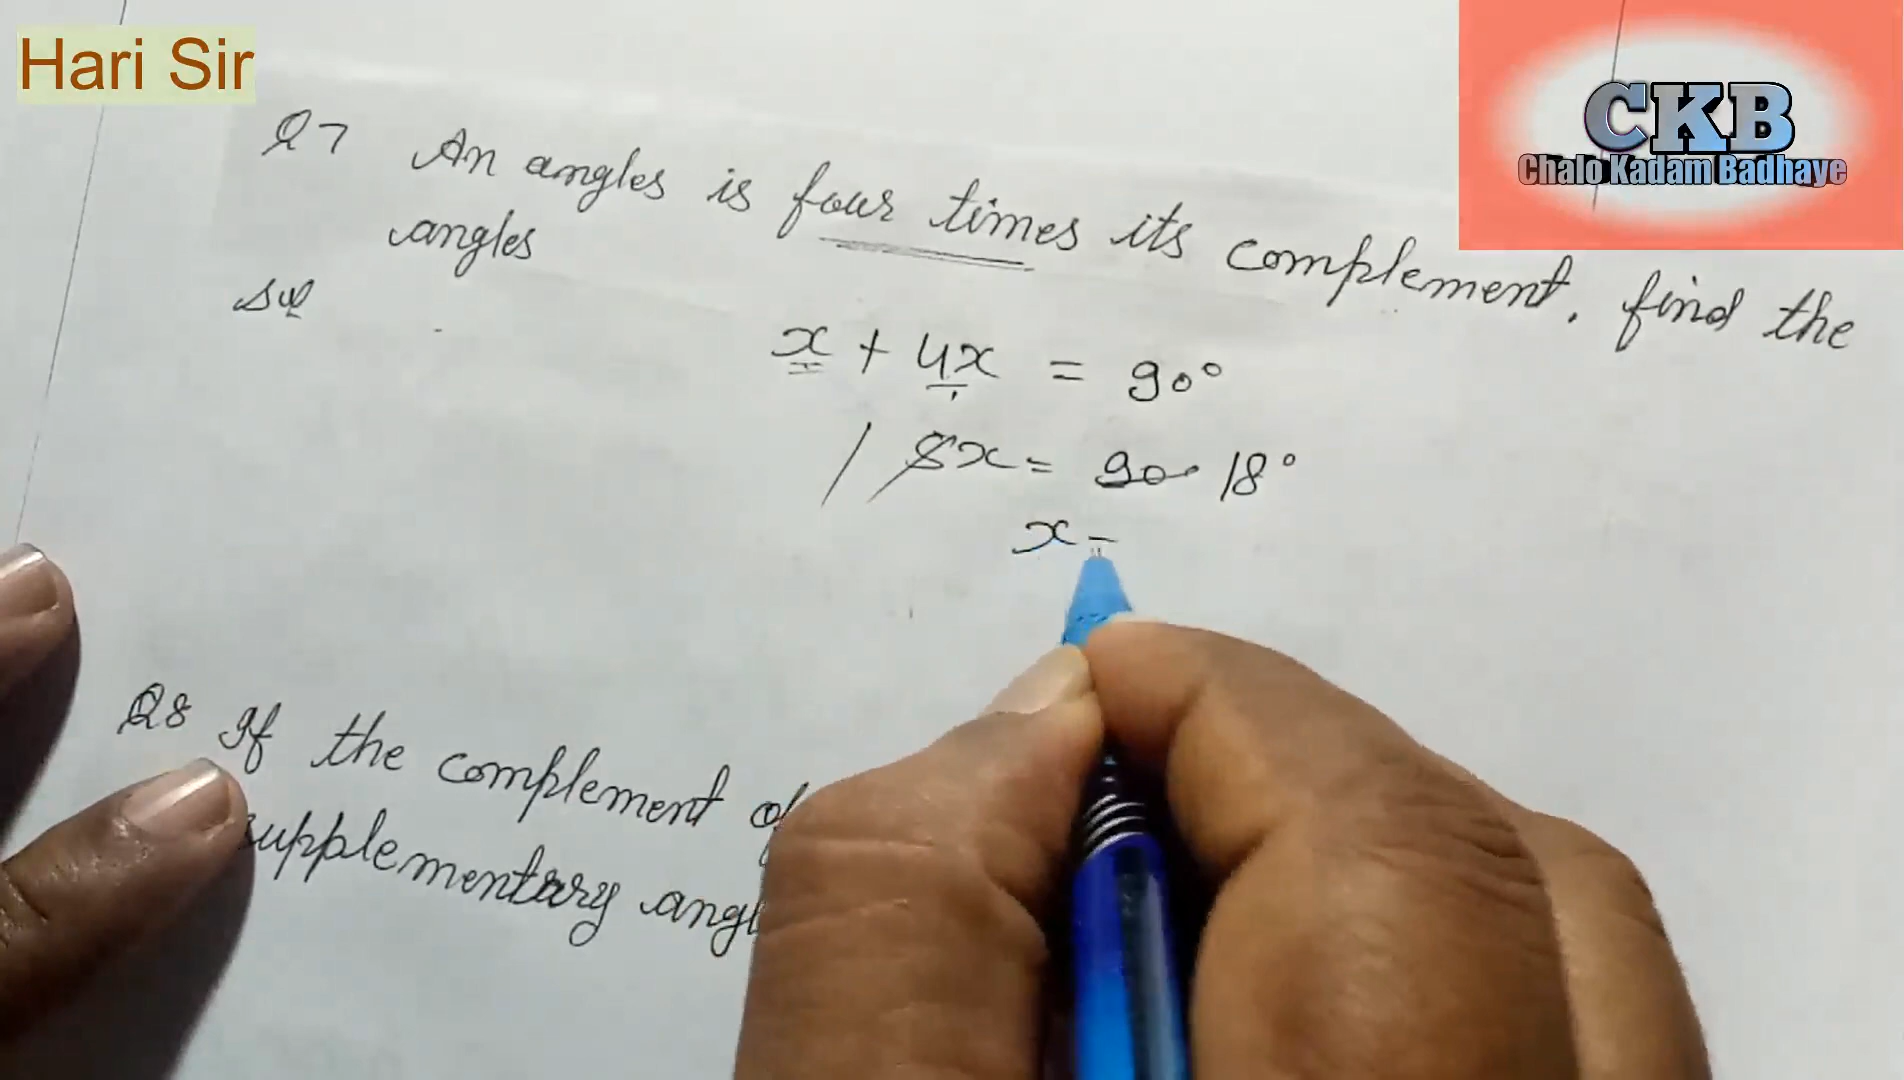 Hari Sir
CKB
Chalo Kadam Badhaye
Q7 An angles is four times its complement, find the
angles
Sol
x + 4x = 90°
5x = 90 18°
x =
Q8 If the complement of
supplementary angl